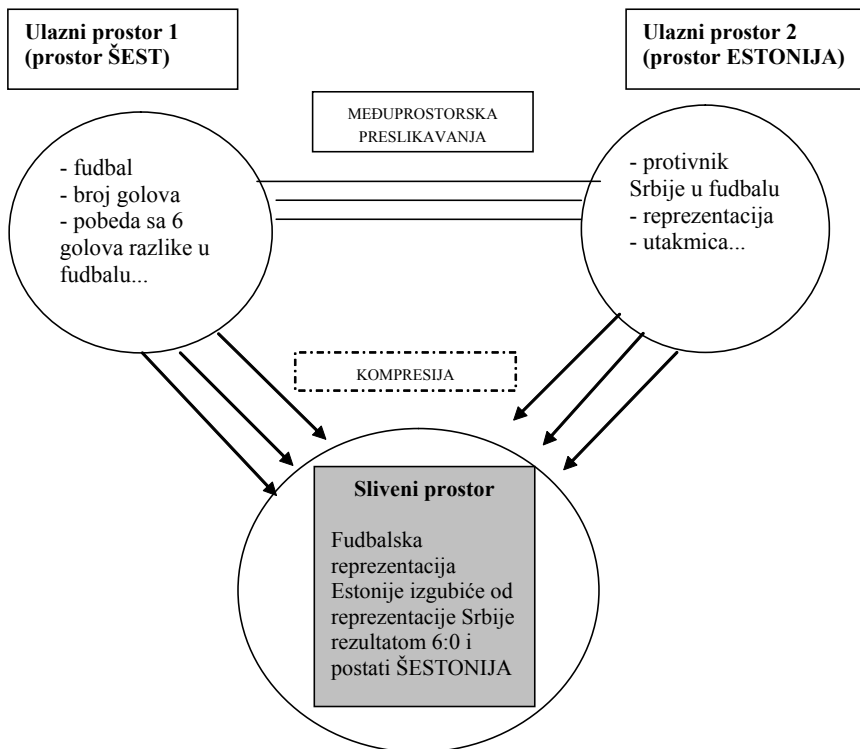 Ulazni prostor 1
(prostor ŠEST)
Ulazni prostor 2
(prostor ESTONIJA)
MEĐUPROSTORSKA
PRESLIKAVANJA
- fudbal
- broj golova
- pobeda sa 6
golova razlike u
fudbalu...
- protivnik
Srbije u fudbalu
- reprezentacija
- utakmica...
KOMPRESIJA
Sliveni prostor
Fudbalska
reprezentacija
Estonije izgubiće od
reprezentacije Srbije
rezultatom 6:0 i
postati ŠESTONIJA